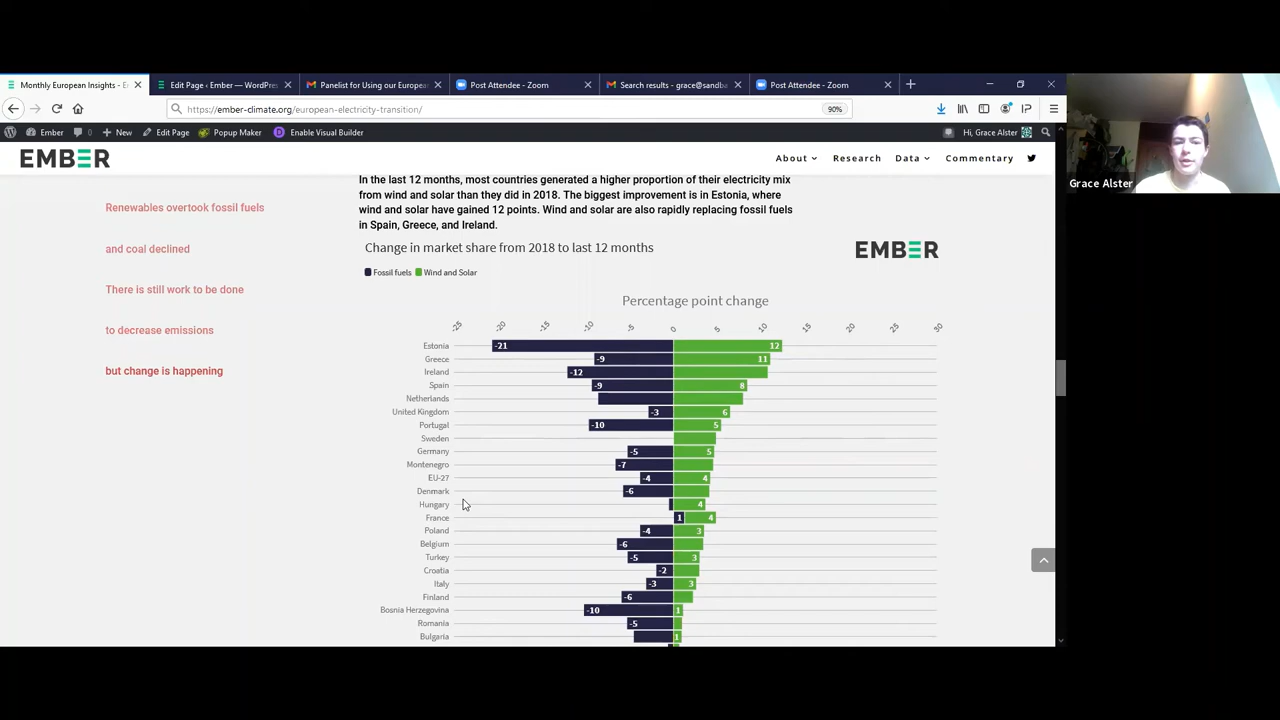 Monthly European Insights - E
Edit Page ‹ Ember — WordPres
Panelist for Using our European
Post Attendee - Zoom
Search results - grace@sandba
Post Attendee - Zoom
https://ember-climate.org/european-electricity-transition/
90%
Ember
0
New
Edit Page
Popup Maker
Enable Visual Builder
Hi, Grace Alster
EMBER
About
Research
Data
Commentary
Grace Alster
Renewables overtook fossil fuels
and coal declined
There is still work to be done
to decrease emissions
but change is happening
In the last 12 months, most countries generated a higher proportion of their electricity mix
from wind and solar than they did in 2018. The biggest improvement is in Estonia, where
wind and solar have gained 12 points. Wind and solar are also rapidly replacing fossil fuels
in Spain, Greece, and Ireland.
Change in market share from 2018 to last 12 months
EMBER
Fossil fuels Wind and Solar
Percentage point change
-25 -20 -15 -10 -5 0 5 10 15 20 25 30
Estonia -21 12
Greece -9 11
Ireland -12
Spain -9 8
Netherlands
United Kingdom -3 6
Portugal -10 5
Sweden
Germany -5 5
Montenegro -7
EU-27 -4 4
Denmark -6
Hungary 4
France 1 4
Poland -4 3
Belgium -6
Turkey -5 3
Croatia -2
Italy -3 3
Finland -6
Bosnia Herzegovina -10 1
Romania -5
Bulgaria 1